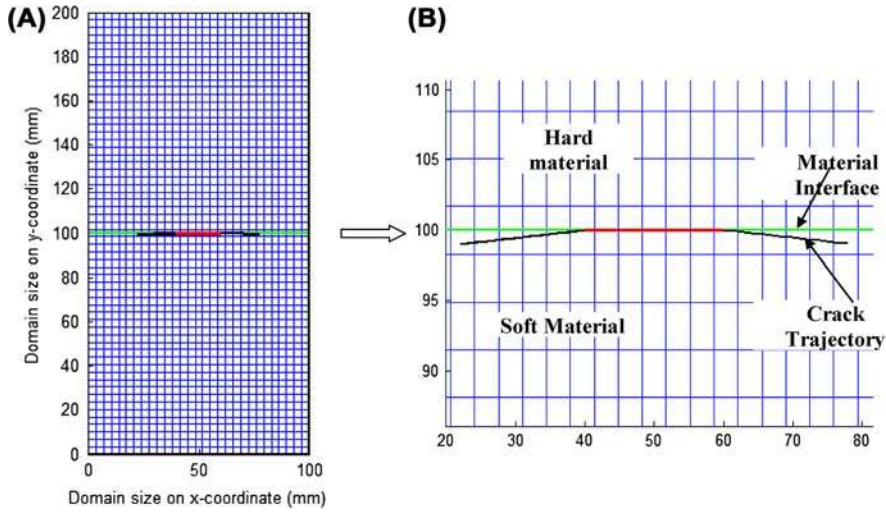 (A)
200
180
160
140
120
100
80
60
40
20
0
Domain size on y-coordinate (mm)
0
50
100
Domain size on x-coordinate (mm)
(B)
110
105
100
95
90
20
30
40
50
60
70
80
Hard
material
Material
Interface
Soft Material
Crack
Trajectory